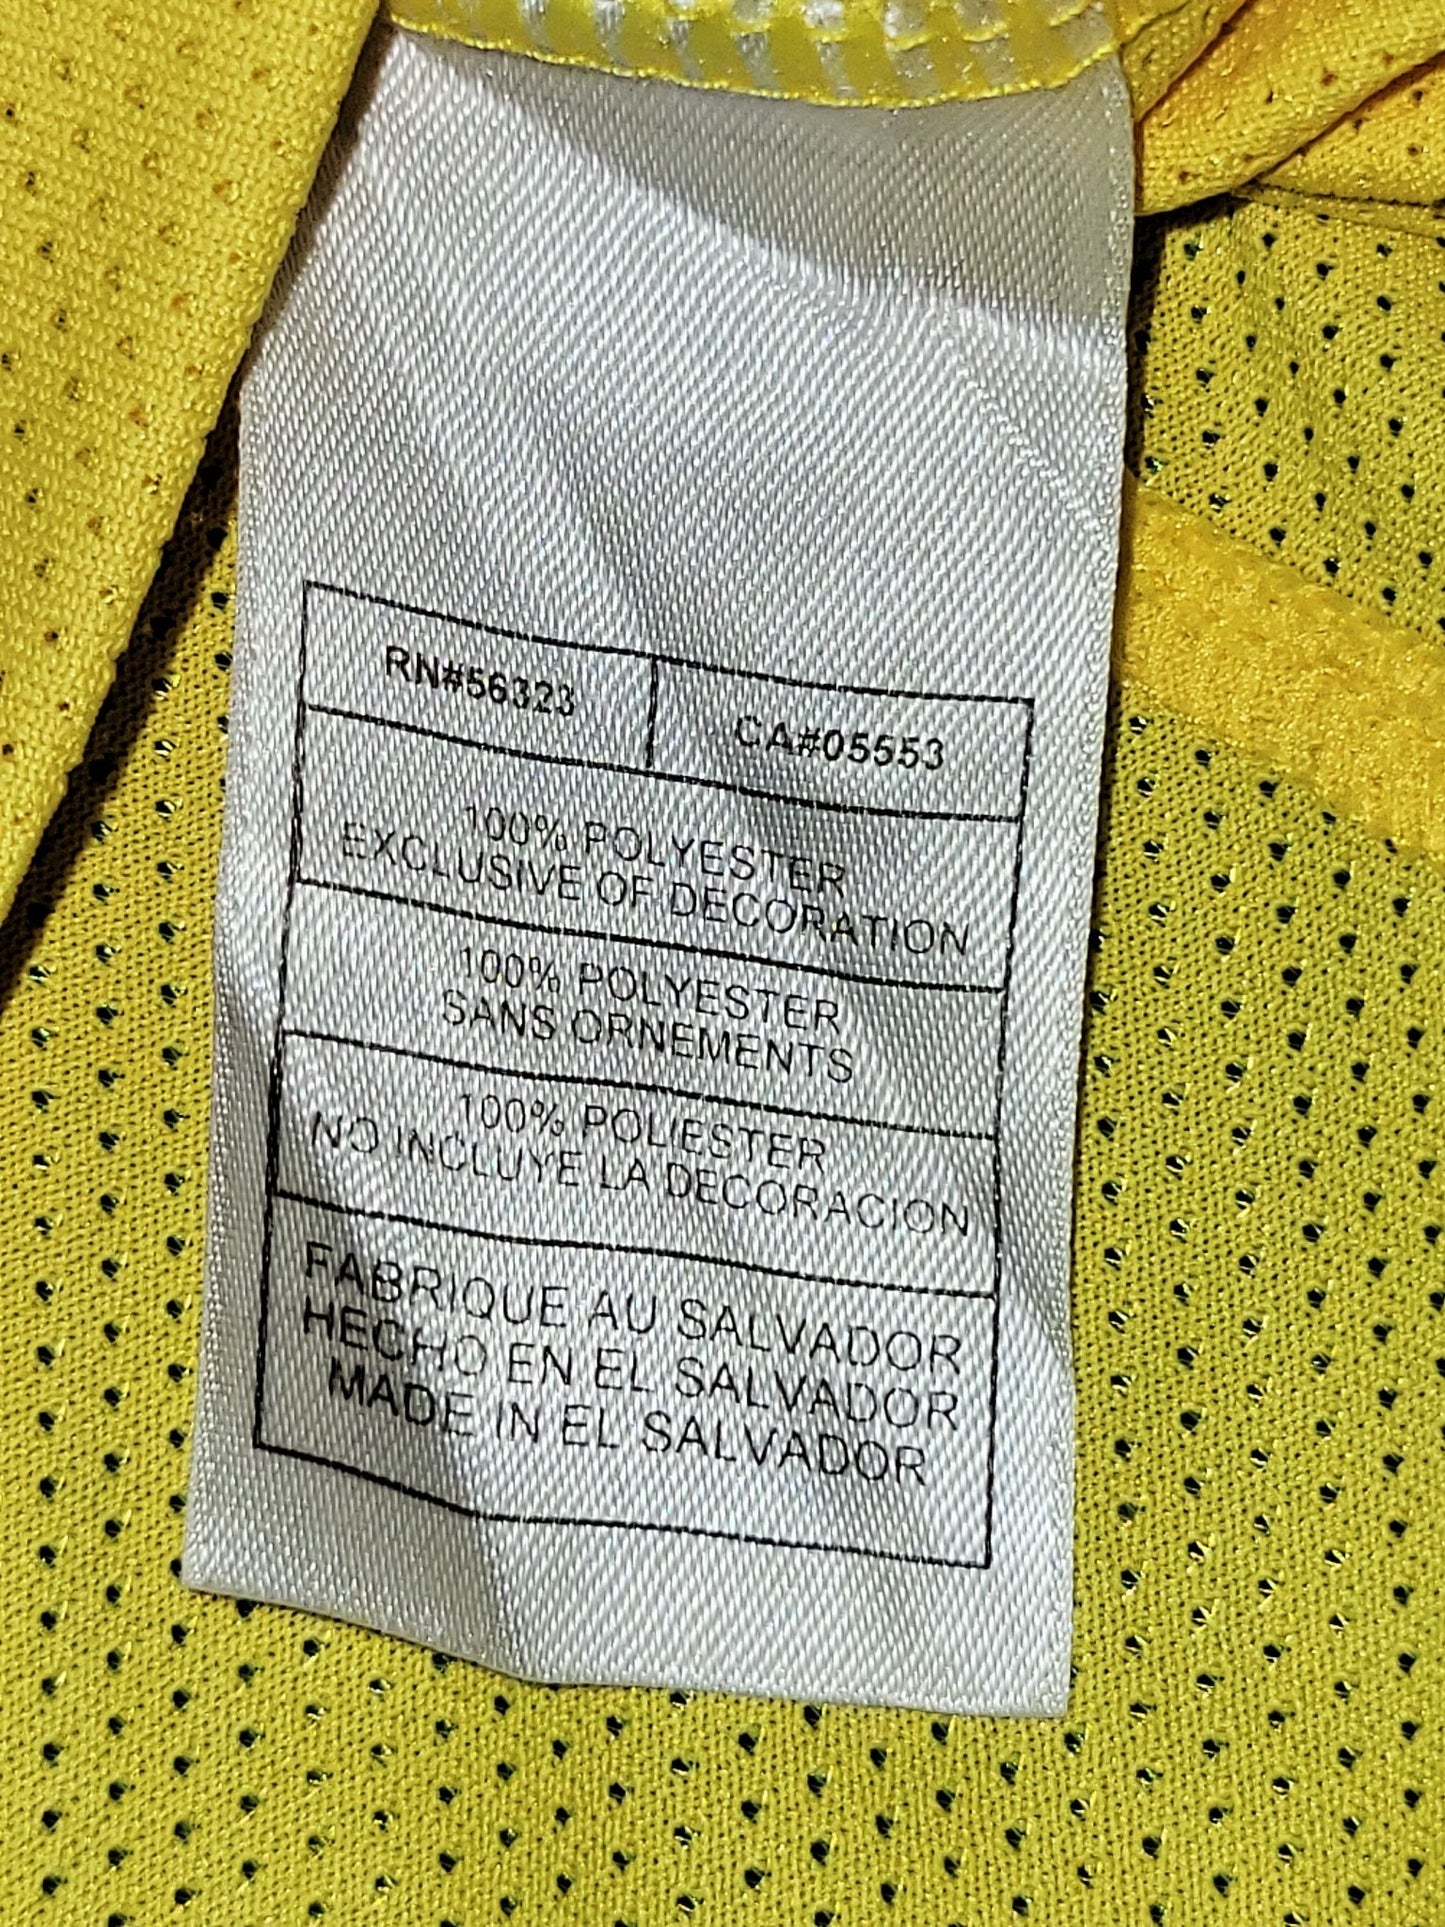 RN#56323 CA#05553
100% POLYESTER
EXCLUSIVE OF DECORATION
100% POLYESTER
SANS ORNEMENTS
100% POLIESTER
NO INCLUYE LA DECORACION
FABRIQUE AU SALVADOR
HECHO EN EL SALVADOR
MADE IN EL SALVADOR